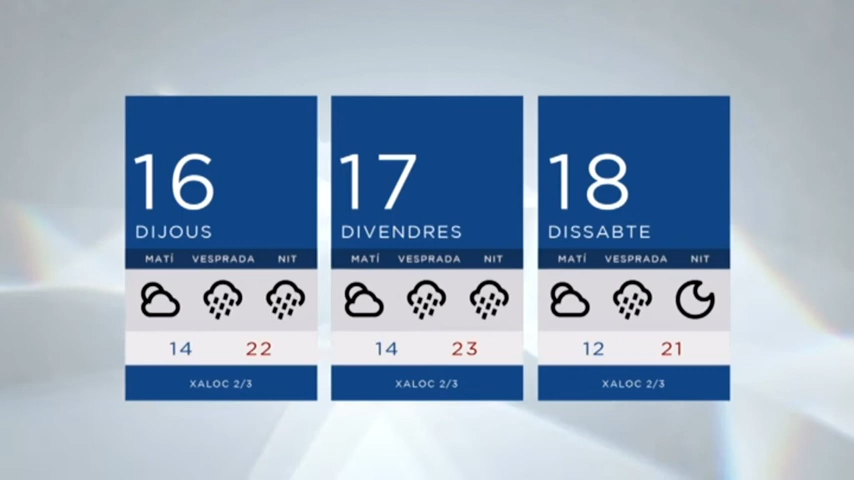 16
DIJOUS
MATÍ VESPRADA NIT
14 22
XALOC 2/3
17
DIVENDRES
MATÍ VESPRADA NIT
14 23
XALOC 2/3
18
DISSABTE
MATÍ VESPRADA NIT
12 21
XALOC 2/3